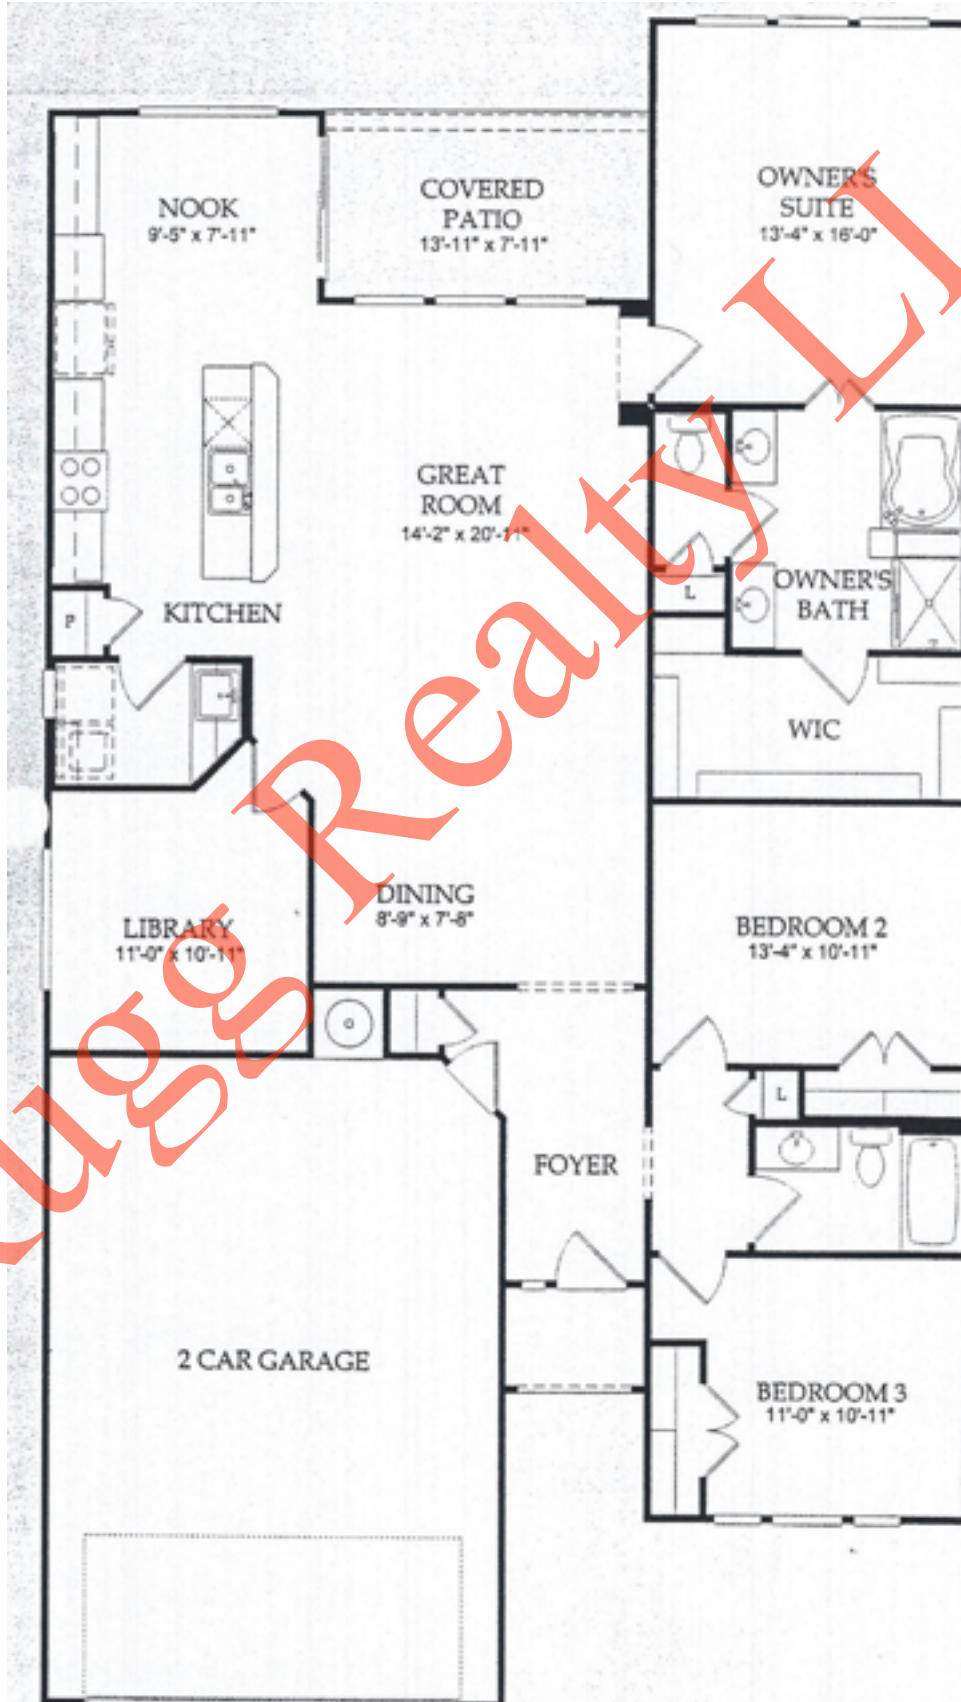 NOOK
9'-5" x 7'-11"
COVERED
PATIO
13'-11" x 7'-11"
OWNER'S
SUITE
13'-4" x 16'-0"
GREAT
ROOM
14'-2" x 20'-11"
P
KITCHEN
L
OWNER'S
BATH
WIC
DINING
8'-9" x 7'-8"
LIBRARY
11'-0" x 10'-11"
BEDROOM 2
13'-4" x 10'-11"
L
FOYER
2 CAR GARAGE
BEDROOM 3
11'-0" x 10'-11"
Rugg Realty LL